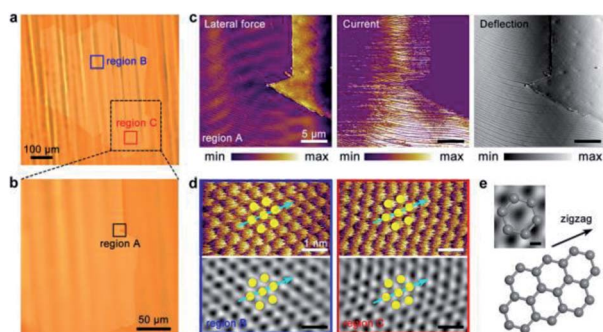 a
region B
region C
100 μm
b
region A
50 μm
c
Lateral force
Current
Deflection
region A
5 μm
min max
min max
min max
d
1 nm
region B
e
zigzag